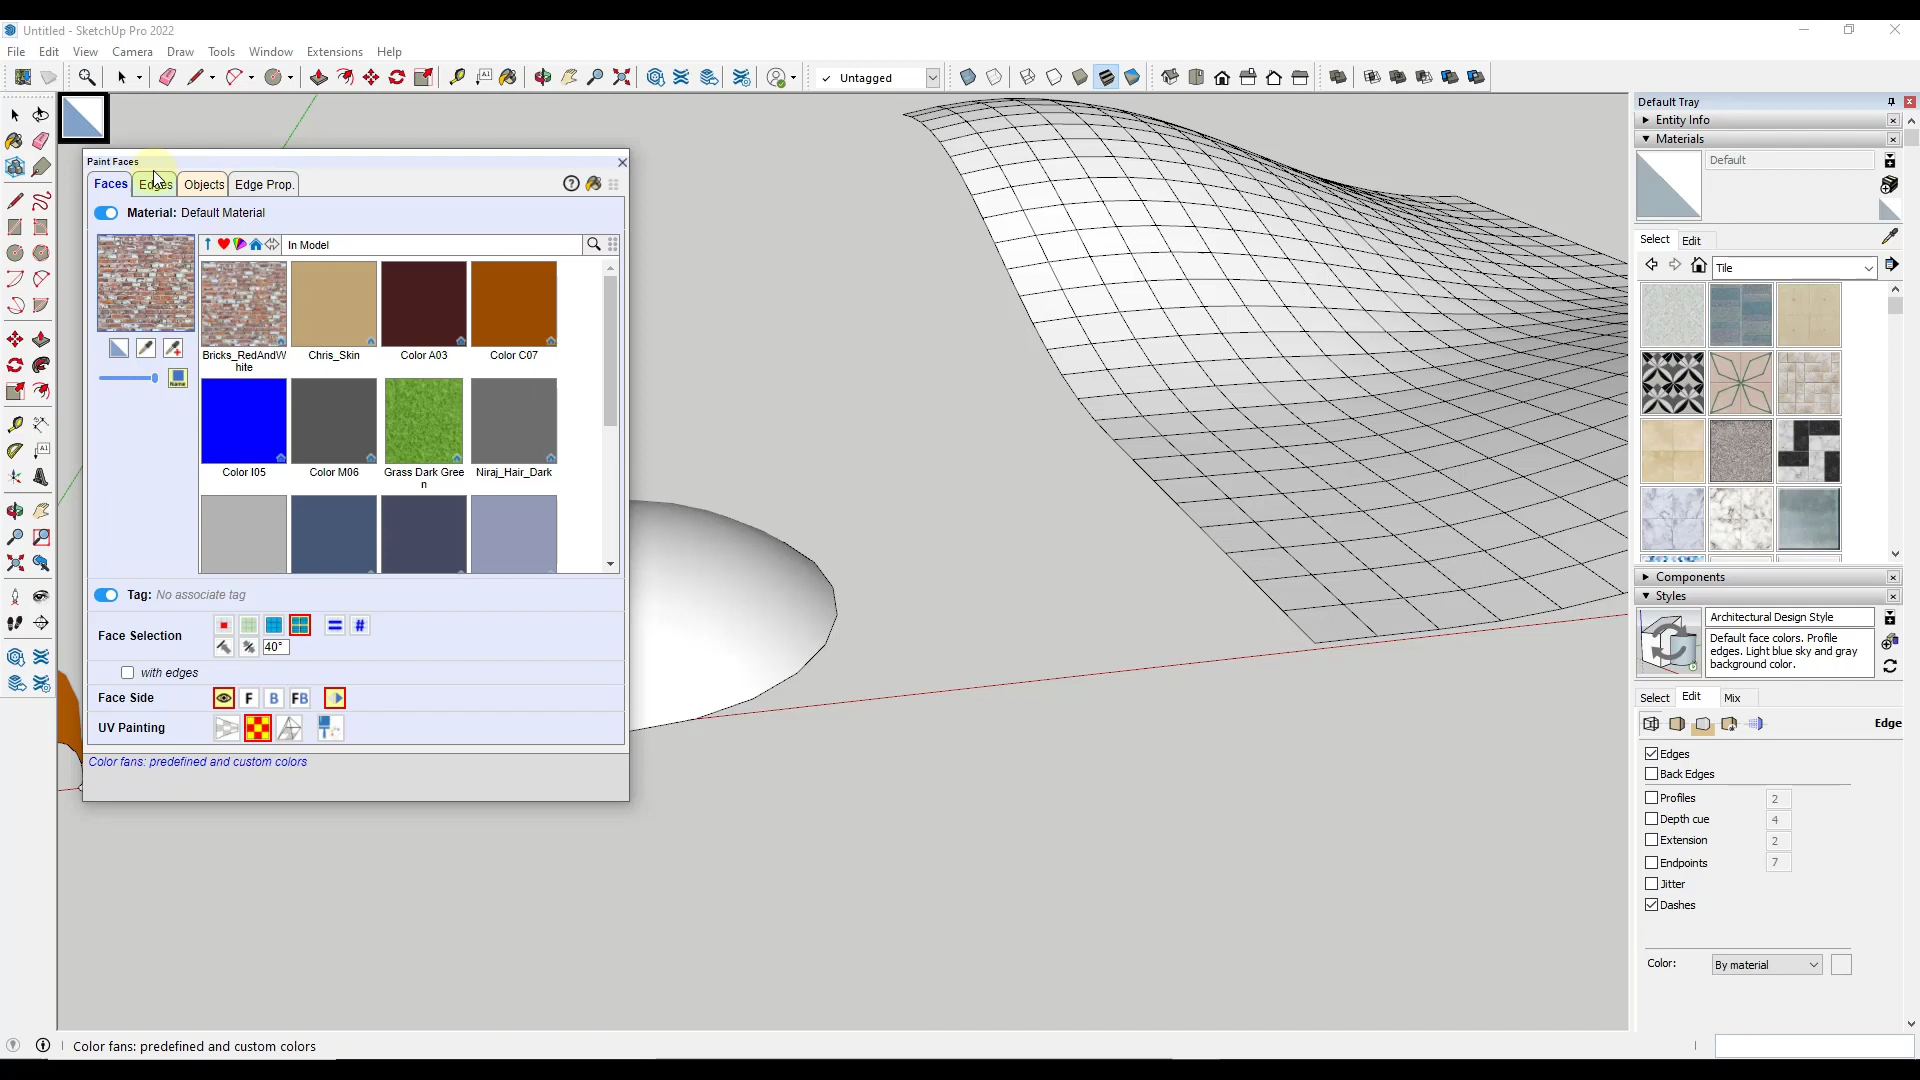 Untitled - SketchUp Pro 2022
File Edit View Camera Draw Tools Window Extensions Help
Untagged
Default Tray
Entity Info
Materials
Default
Select Edit
Tile
Paint Faces
Faces Edges Objects Edge Prop.
Material: Default Material
In Model
Bricks_RedAndW
hite
Chris_Skin
Color A03
Color C07
Color I05
Color M06
Grass Dark Gree
n
Niraj_Hair_Dark
Name
Tag: No associate tag
Face Selection
40°
with edges
Face Side F B FB
UV Painting
Color fans: predefined and custom colors
Components
Styles
Architectural Design Style
Default face colors. Profile
edges. Light blue sky and gray
background color.
Select Edit Mix
Edge
Edges
Back Edges
Profiles 2
Depth cue 4
Extension 2
Endpoints 7
Jitter
Dashes
Color: By material
Color fans: predefined and custom colors